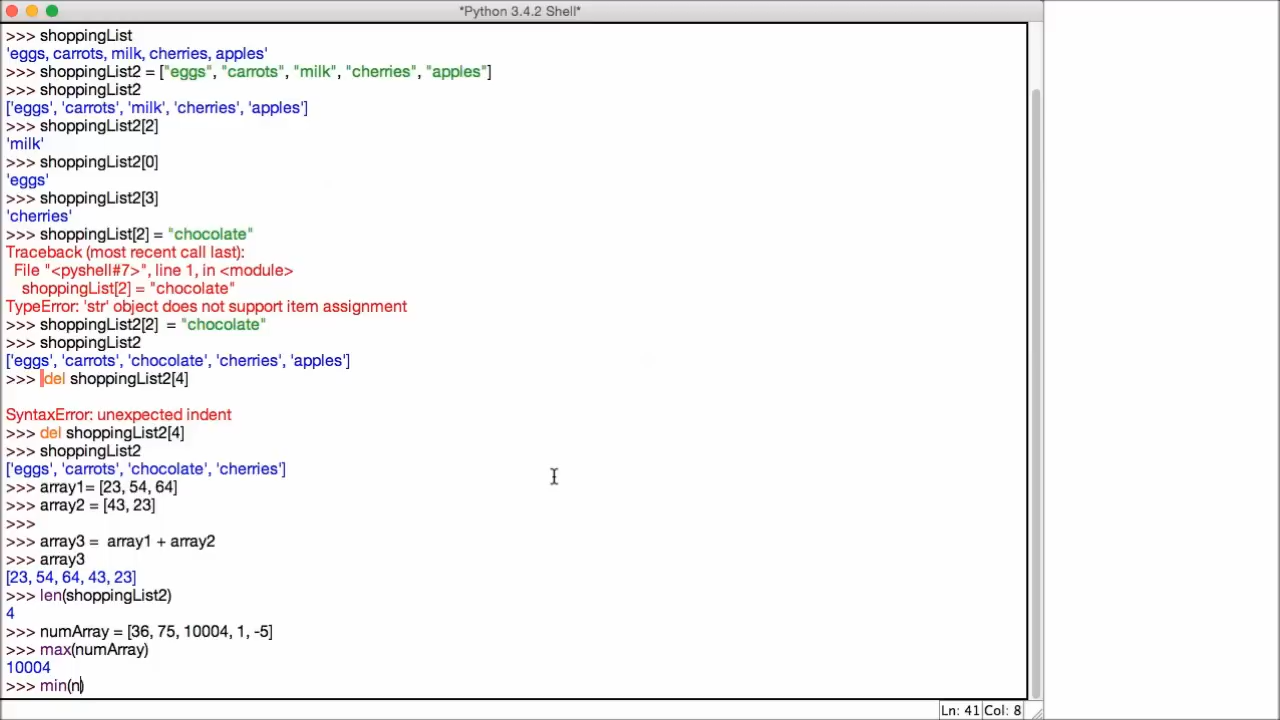 *Python 3.4.2 Shell*
>>> shoppingList
'eggs, carrots, milk, cherries, apples'
>>> shoppingList2 = ["eggs", "carrots", "milk", "cherries", "apples"]
>>> shoppingList2
['eggs', 'carrots', 'milk', 'cherries', 'apples']
>>> shoppingList2[2]
'milk'
>>> shoppingList2[0]
'eggs'
>>> shoppingList2[3]
'cherries'
>>> shoppingList[2] = "chocolate"
Traceback (most recent call last):
  File "<pyshell#7>", line 1, in <module>
    shoppingList[2] = "chocolate"
TypeError: 'str' object does not support item assignment
>>> shoppingList2[2]  = "chocolate"
>>> shoppingList2
['eggs', 'carrots', 'chocolate', 'cherries', 'apples']
>>>  del shoppingList2[4]
SyntaxError: unexpected indent
>>> del shoppingList2[4]
>>> shoppingList2
['eggs', 'carrots', 'chocolate', 'cherries']
>>> array1= [23, 54, 64]
>>> array2 = [43, 23]
>>>
>>> array3 =  array1 + array2
>>> array3
[23, 54, 64, 43, 23]
>>> len(shoppingList2)
4
>>> numArray = [36, 75, 10004, 1, -5]
>>> max(numArray)
10004
>>> min(n)
Ln: 41 Col: 8